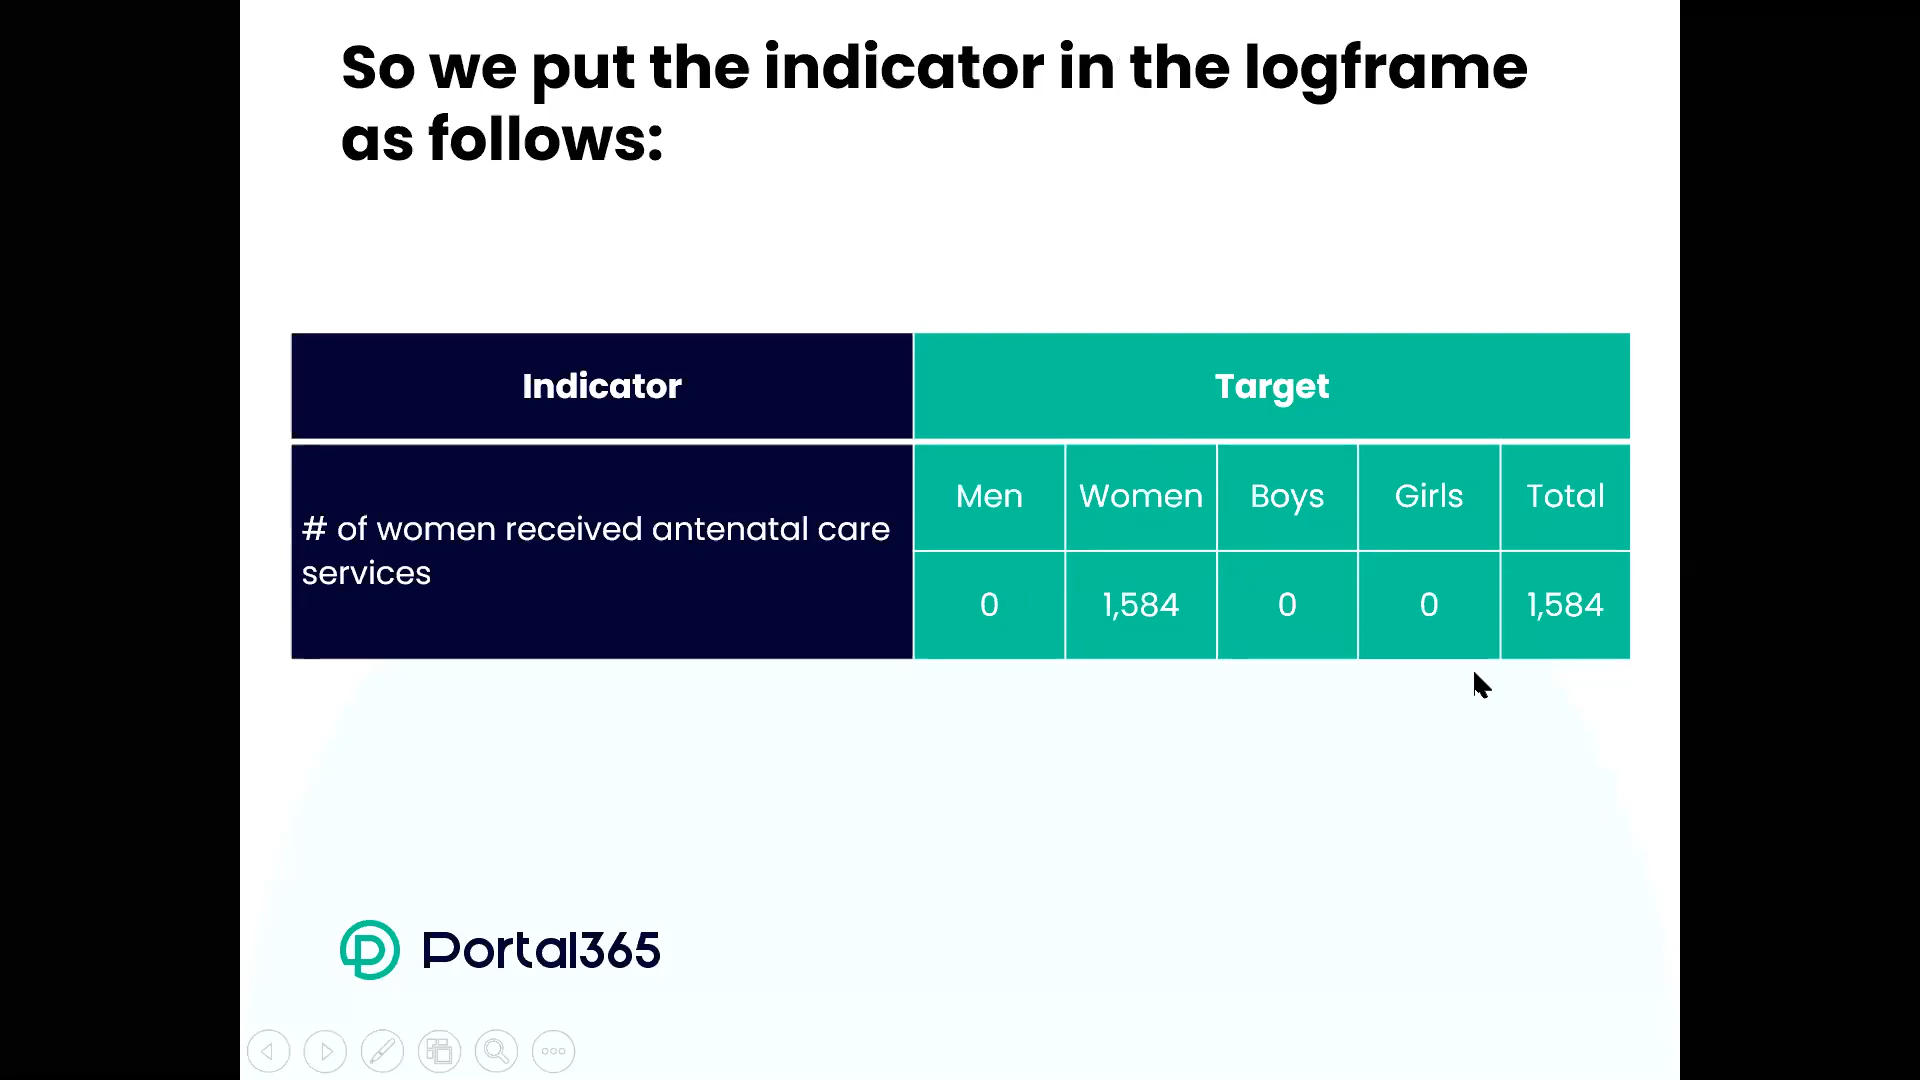 So we put the indicator in the logframe
as follows:
Indicator
Target
# of women received antenatal care
services
Men
Women
Boys
Girls
Total
0
1,584
0
0
1,584
Portal365